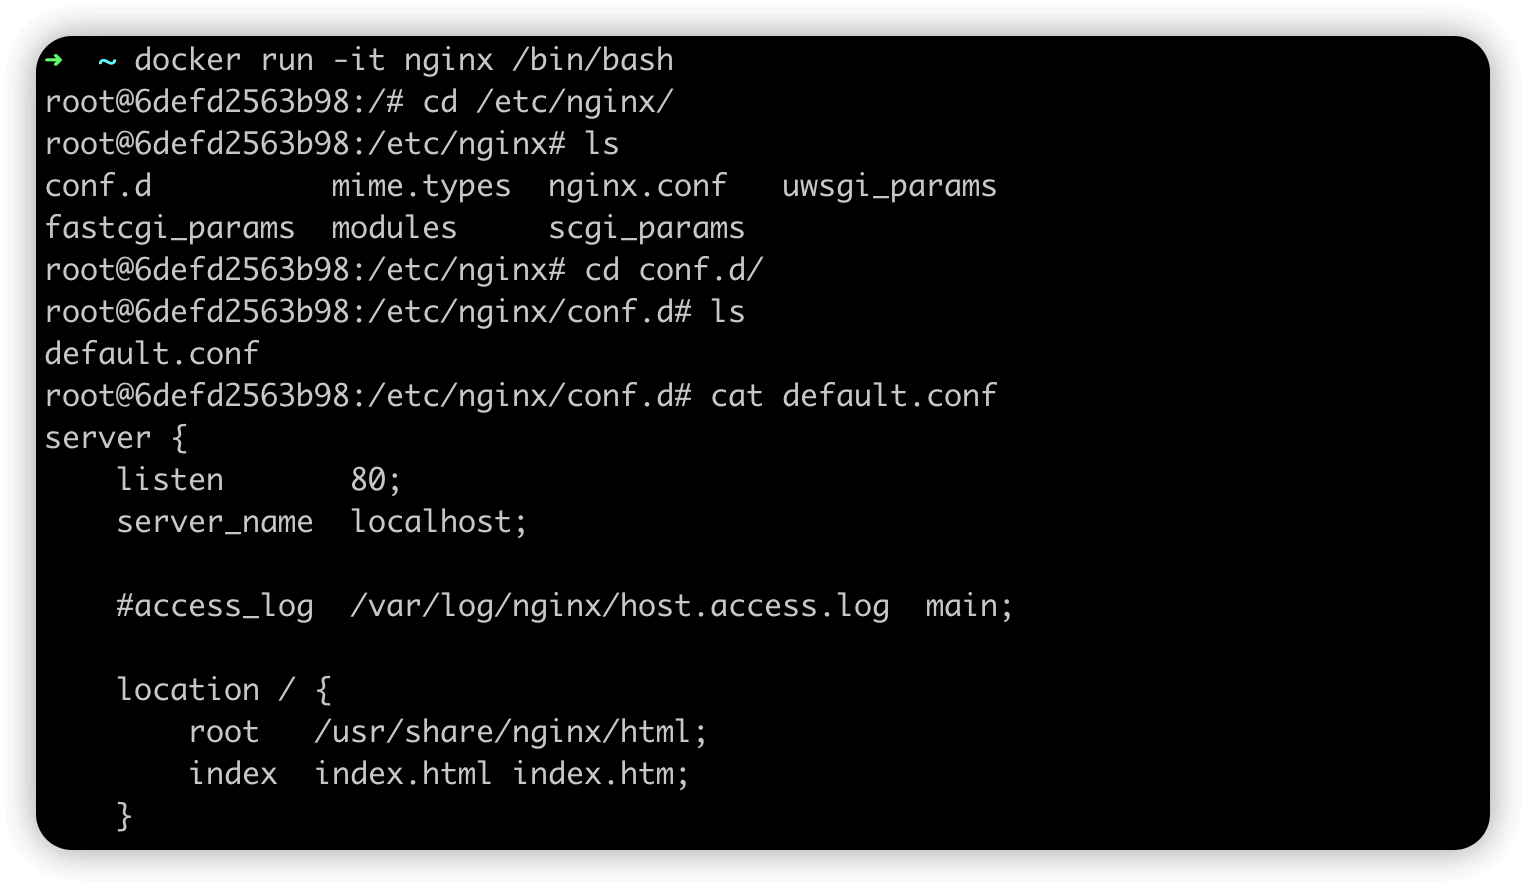 ➜  ~ docker run -it nginx /bin/bash
root@6defd2563b98:/# cd /etc/nginx/
root@6defd2563b98:/etc/nginx# ls
conf.d          mime.types  nginx.conf   uwsgi_params
fastcgi_params  modules     scgi_params
root@6defd2563b98:/etc/nginx# cd conf.d/
root@6defd2563b98:/etc/nginx/conf.d# ls
default.conf
root@6defd2563b98:/etc/nginx/conf.d# cat default.conf
server {
    listen       80;
    server_name  localhost;

    #access_log  /var/log/nginx/host.access.log  main;

    location / {
        root   /usr/share/nginx/html;
        index  index.html index.htm;
    }